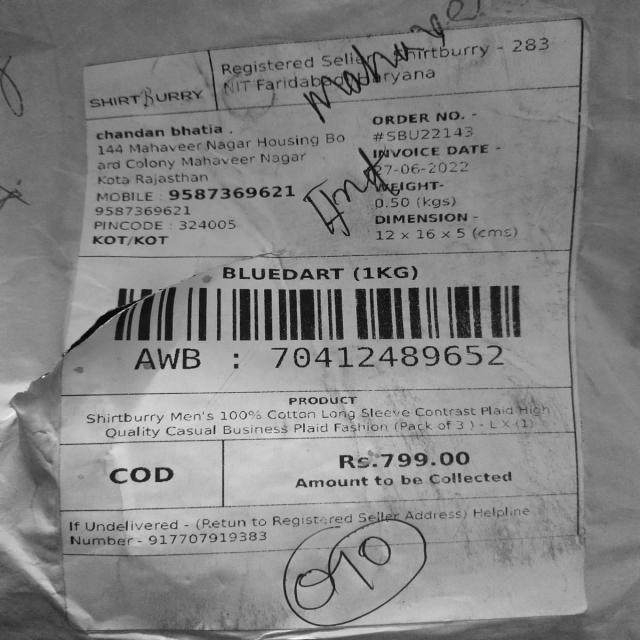 SHIRTBURRY
Registered Seller Shirtburry - 283
NIT Faridabad Haryana
chandan bhatia .
144 Mahaveer Nagar Housing Bo
ard Colony Mahaveer Nagar
Kota Rajasthan
MOBILE : 9587369621
9587369621
PINCODE : 324005
KOT/KOT
ORDER NO. -
#SBU22143
INVOICE DATE -
27-06-2022
WEIGHT-
0.50 (kgs)
DIMENSION -
12 x 16 x 5 (cms)
BLUEDART (1KG)
AWB : 70412489652
PRODUCT
Shirtburry Men's 100% Cotton Long Sleeve Contrast Plaid High
Quality Casual Business Plaid Fashion (Pack of 3 ) - L X (1)
COD
Rs.799.00
Amount to be Collected
If Undelivered - (Retun to Registered Seller Address) Helpline
Number - 917707919383